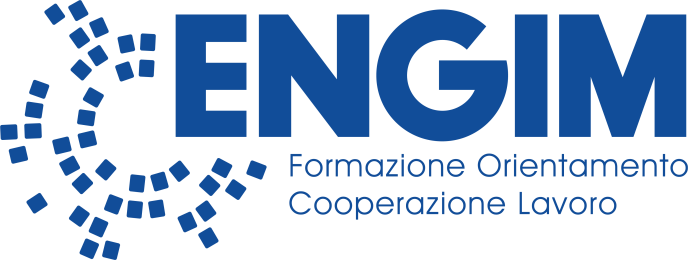 ENGIM
Formazione Orientamento
Cooperazione Lavoro